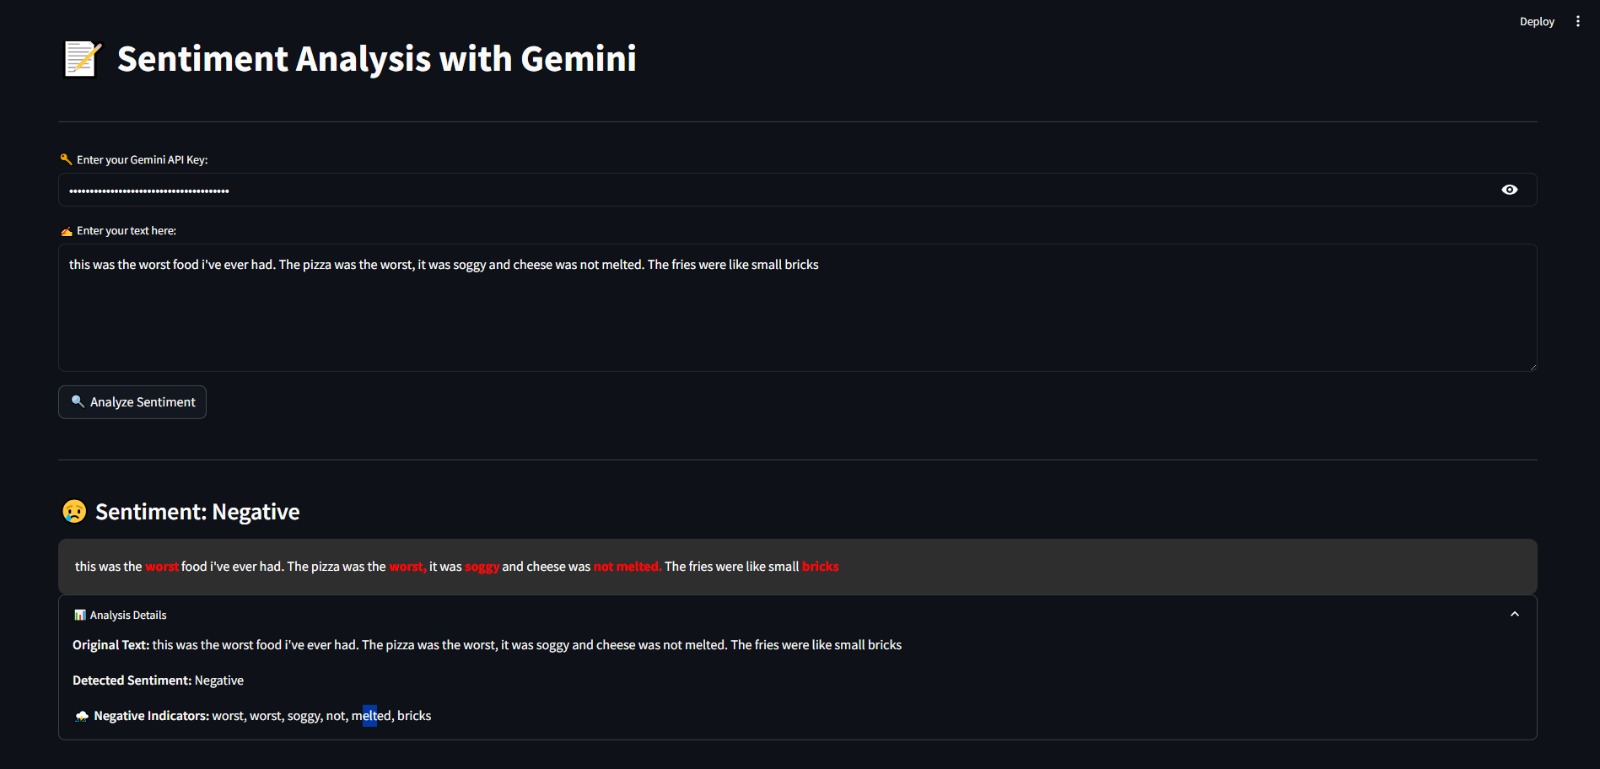 Deploy
Sentiment Analysis with Gemini
Enter your Gemini API Key:
••••••••••••••••••••••••••••••••••••••••
Enter your text here:
this was the worst food i've ever had. The pizza was the worst, it was soggy and cheese was not melted. The fries were like small bricks
Analyze Sentiment
Sentiment: Negative
this was the worst food i've ever had. The pizza was the worst, it was soggy and cheese was not melted. The fries were like small bricks
Analysis Details
Original Text: this was the worst food i've ever had. The pizza was the worst, it was soggy and cheese was not melted. The fries were like small bricks
Detected Sentiment: Negative
Negative Indicators: worst, worst, soggy, not, melted, bricks